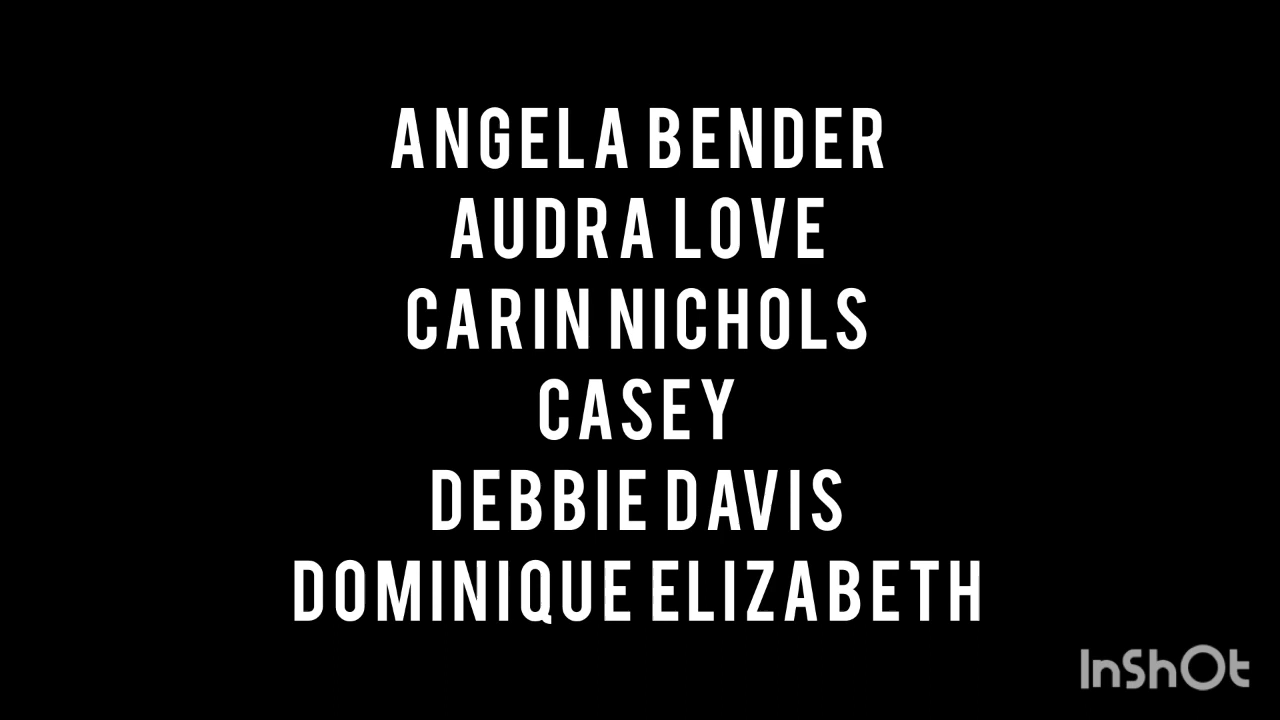 ANGELA BENDER
AUDRA LOVE
CARIN NICHOLS
CASEY
DEBBIE DAVIS
DOMINIQUE ELIZABETH
InShOt